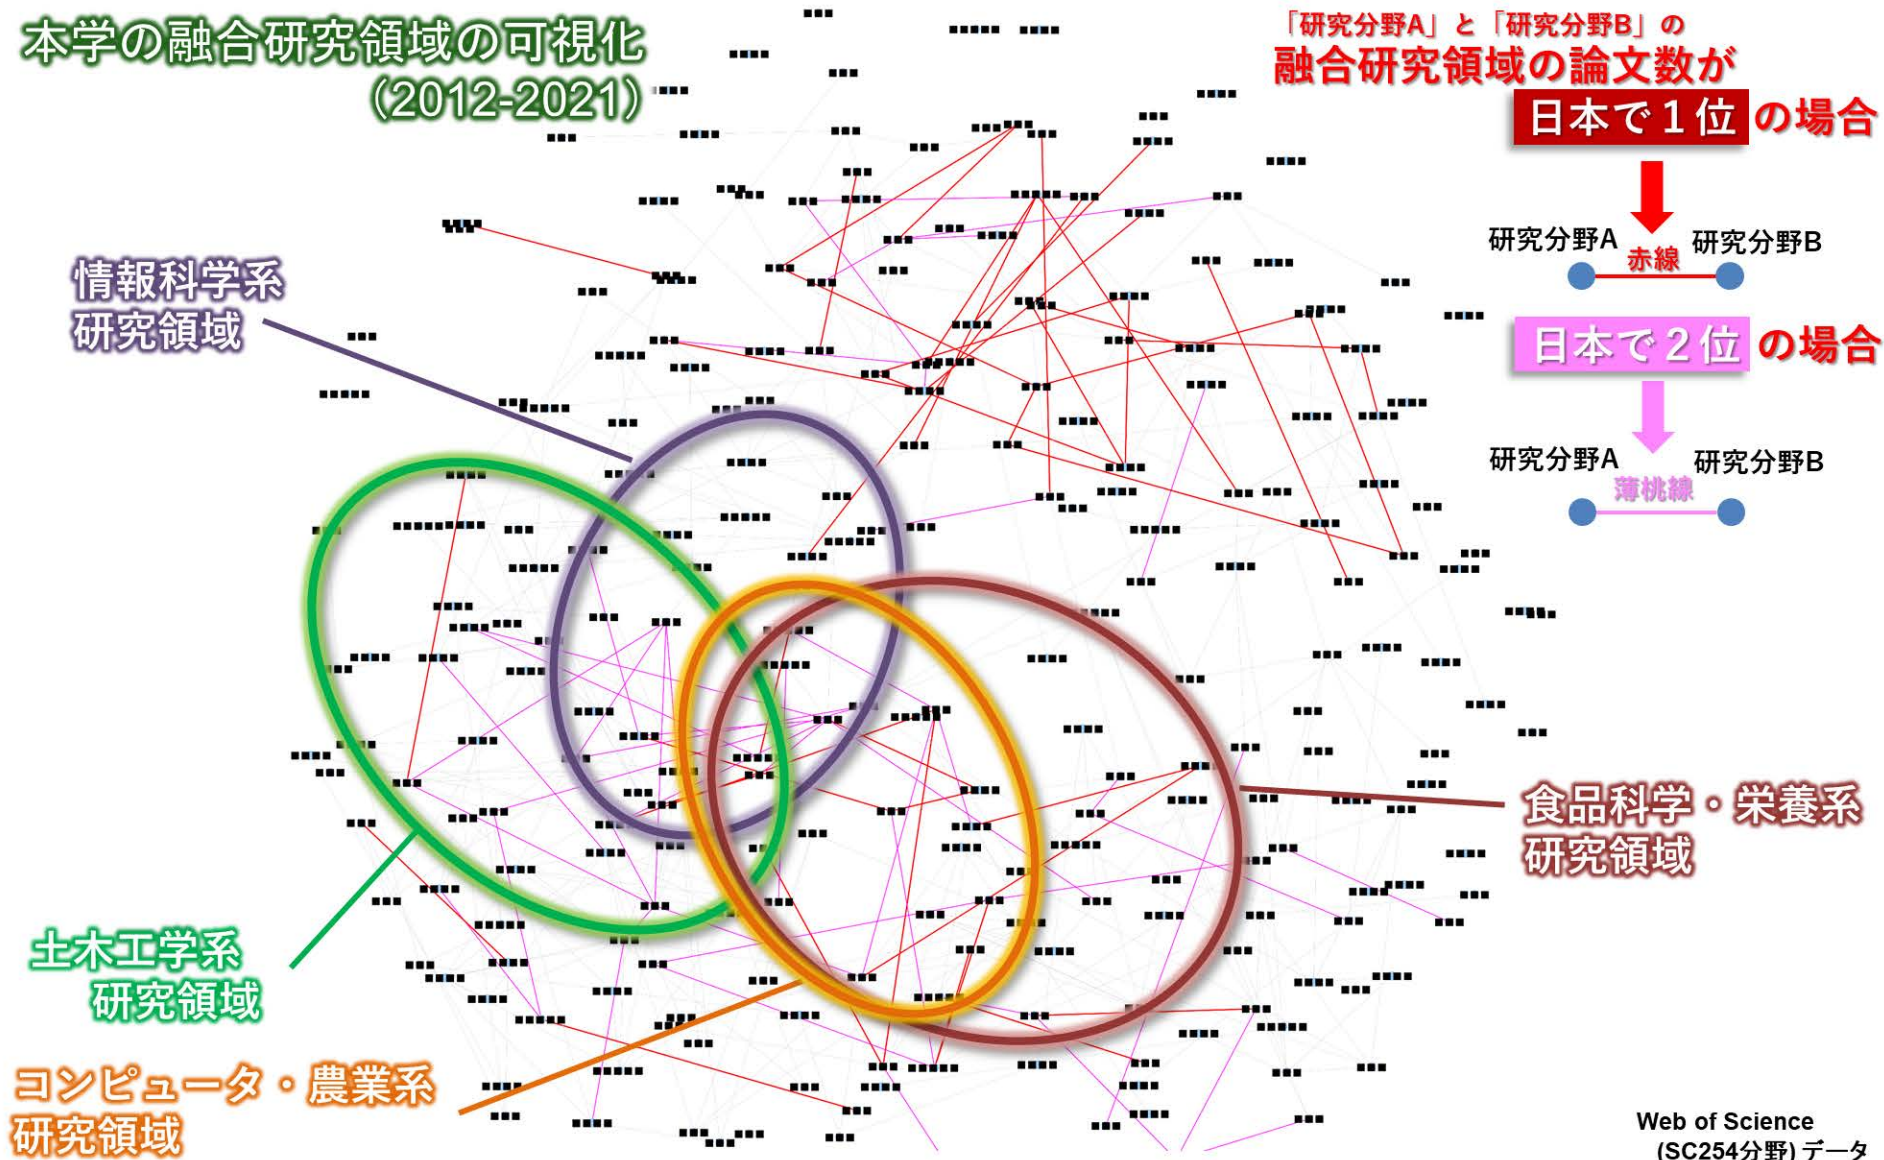 本学の融合研究領域の可視化
（2012-2021）
「研究分野A」と「研究分野B」の
融合研究領域の論文数が
日本で１位 の場合
研究分野A 研究分野B
赤線
日本で２位 の場合
研究分野A 研究分野B
薄桃線
情報科学系
研究領域
食品科学・栄養系
研究領域
土木工学系
研究領域
コンピュータ・農業系
研究領域
Web of Science
(SC254分野) データ